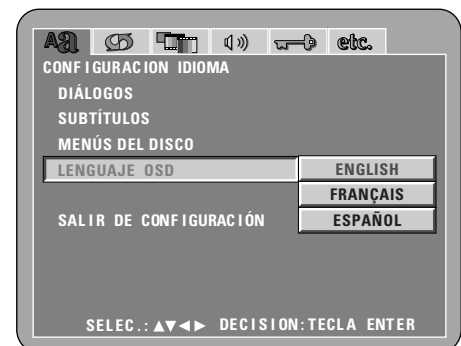 Aa etc.
CONFIGURACION IDIOMA
DIÁLOGOS
SUBTÍTULOS
MENÚS DEL DISCO
LENGUAJE OSD ENGLISH
FRANÇAIS
SALIR DE CONFIGURACIÓN ESPAÑOL
SELEC.:▲▼◄► DECISION:TECLA ENTER